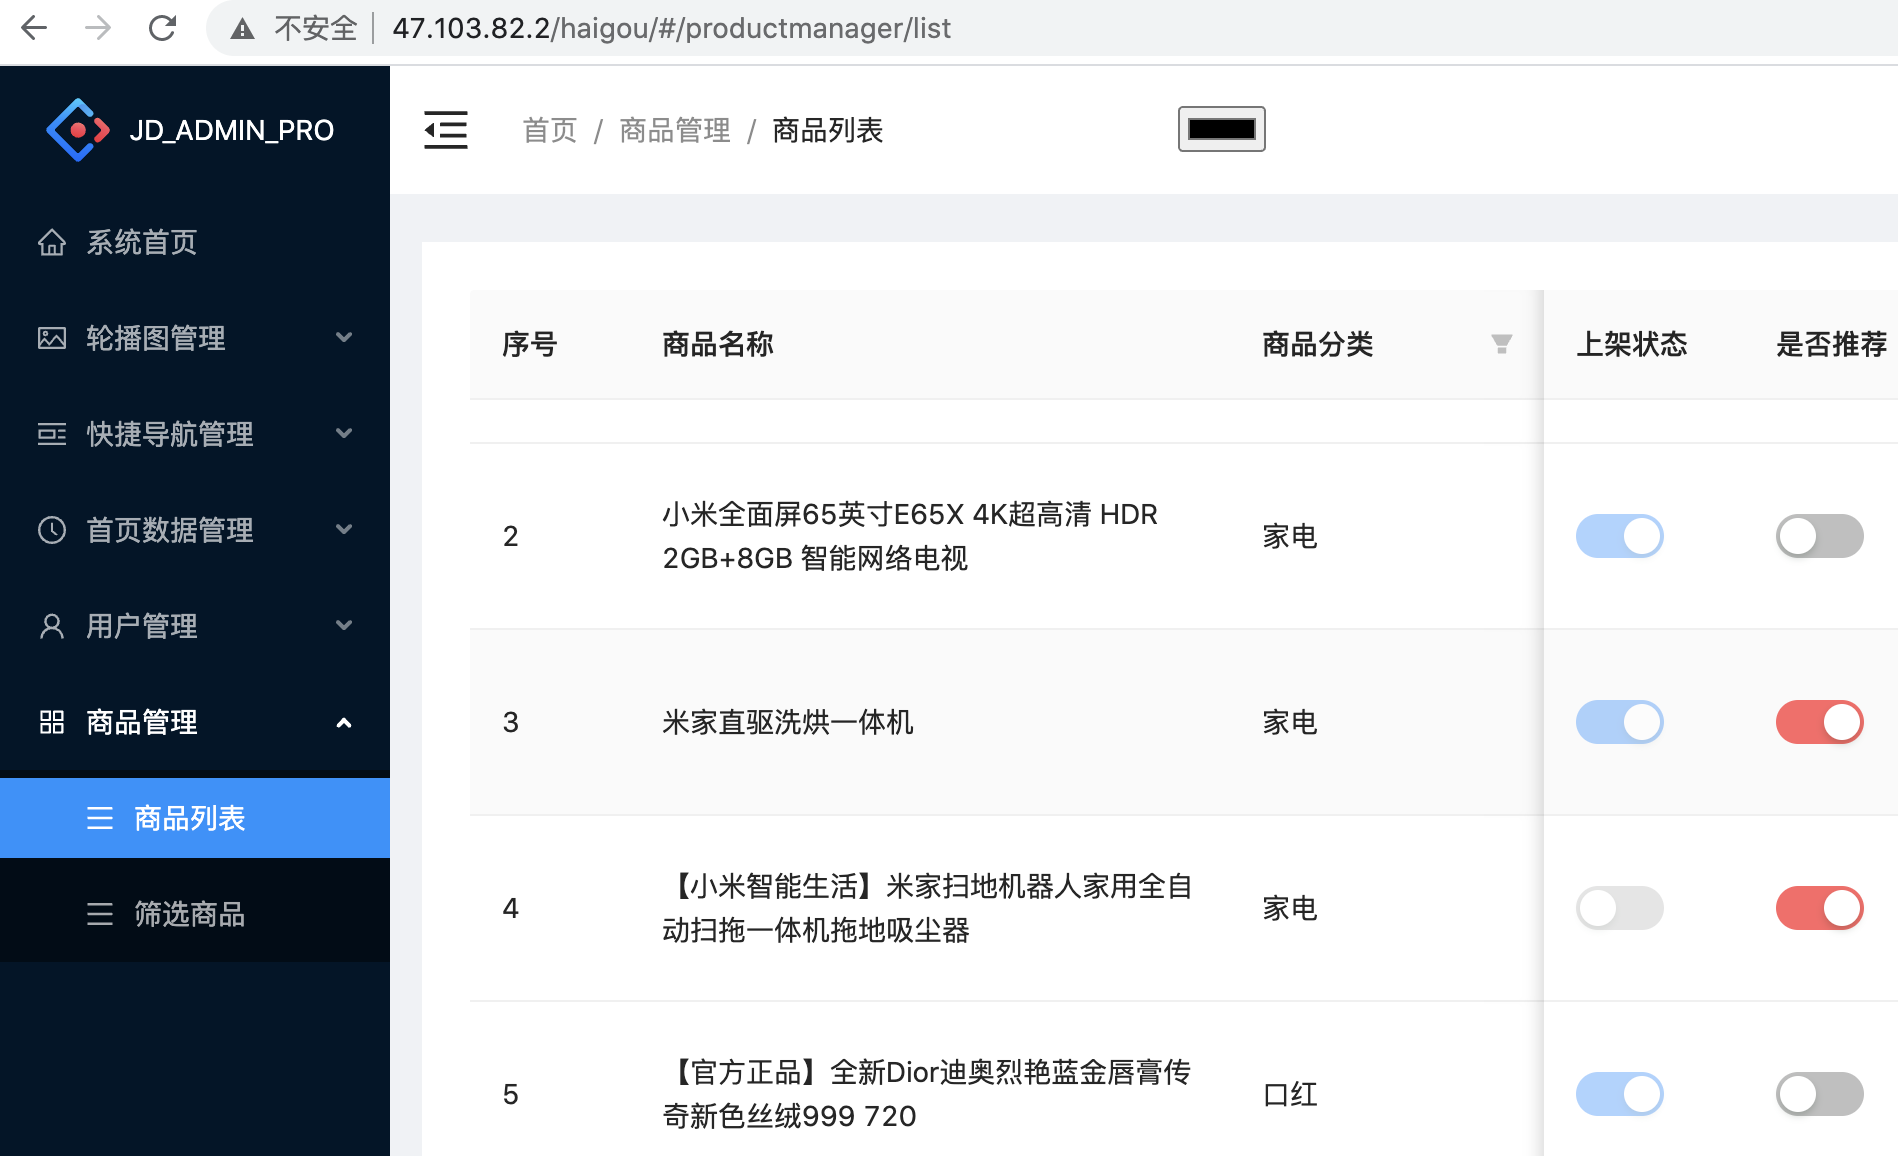 不安全 47.103.82.2/haigou/#/productmanager/list
JD_ADMIN_PRO
首页 / 商品管理 / 商品列表
系统首页
轮播图管理
快捷导航管理
首页数据管理
用户管理
商品管理
商品列表
筛选商品
序号 商品名称 商品分类 上架状态 是否推荐
2 小米全面屏65英寸E65X 4K超高清 HDR
2GB+8GB 智能网络电视 家电
3 米家直驱洗烘一体机 家电
4 【小米智能生活】米家扫地机器人家用全自
动扫拖一体机拖地吸尘器 家电
5 【官方正品】全新Dior迪奥烈艳蓝金唇膏传
奇新色丝绒999 720 口红